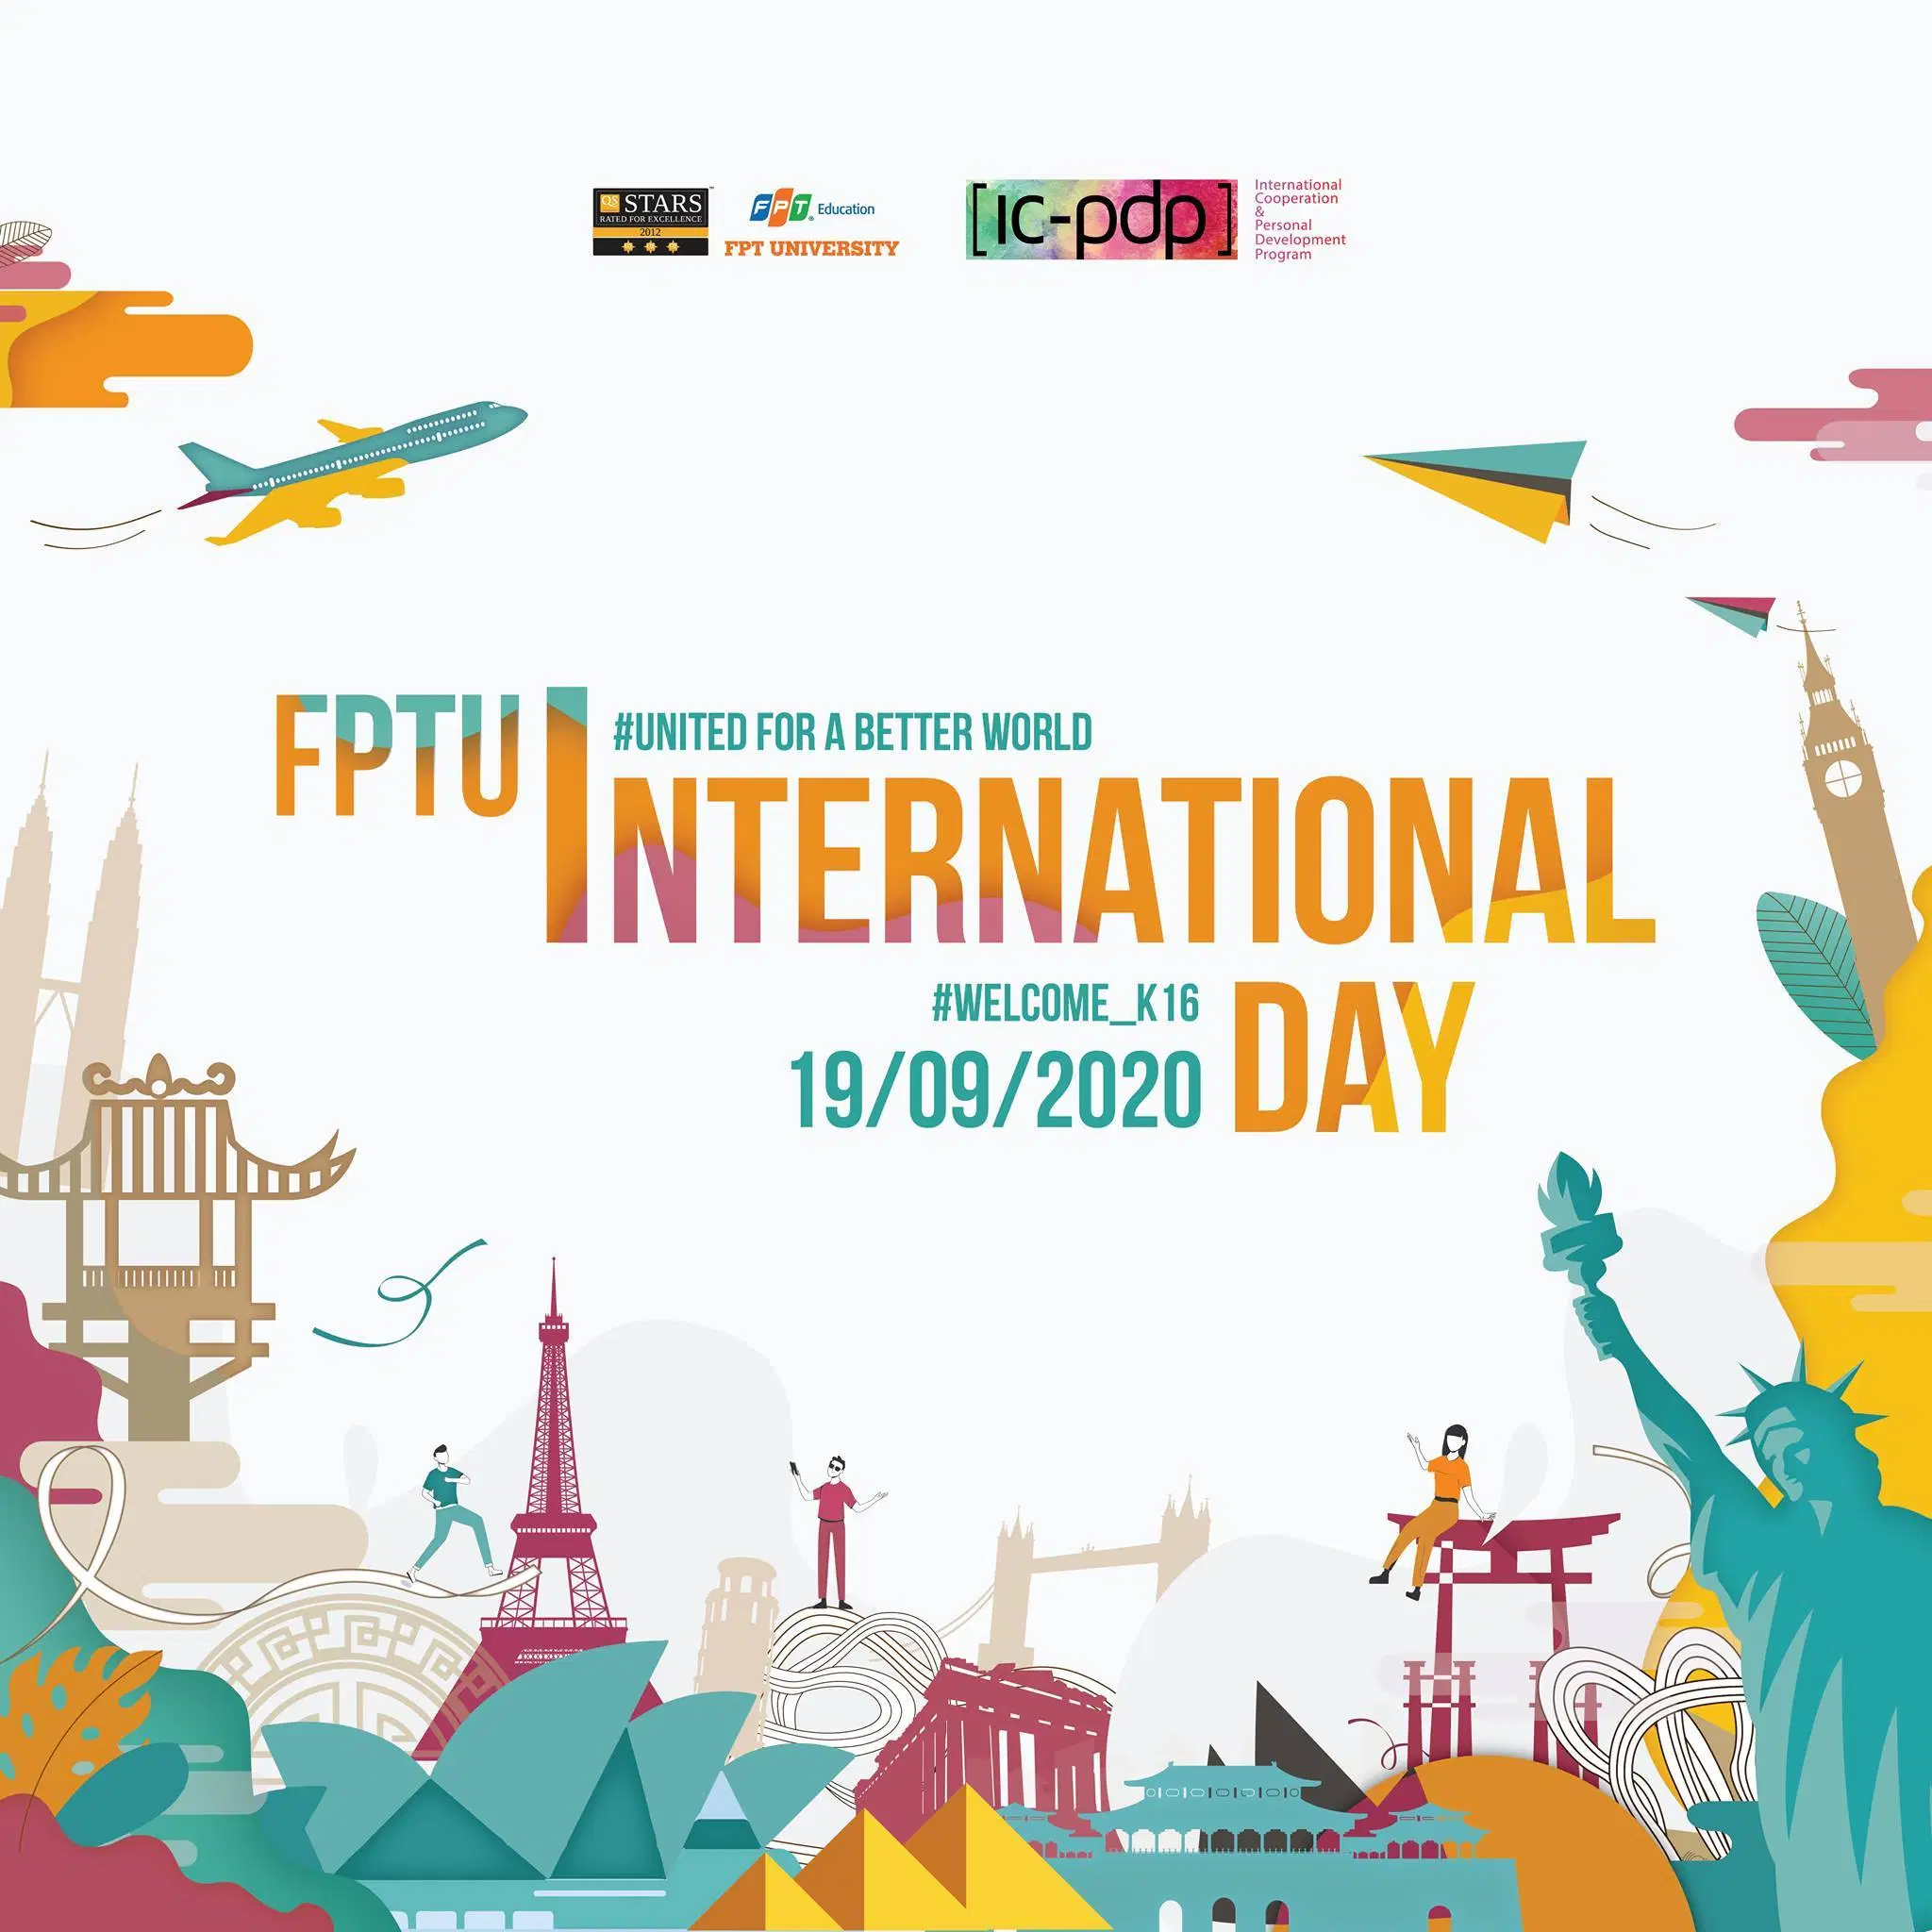 QS STARS
RATED FOR EXCELLENCE
2012
FPT Education
FPT UNIVERSITY
[ic-pdp]
International
Cooperation
&
Personal
Development
Program
FPTU
#UNITED FOR A BETTER WORLD
INTERNATIONAL
#WELCOME_K16
19/09/2020
DAY